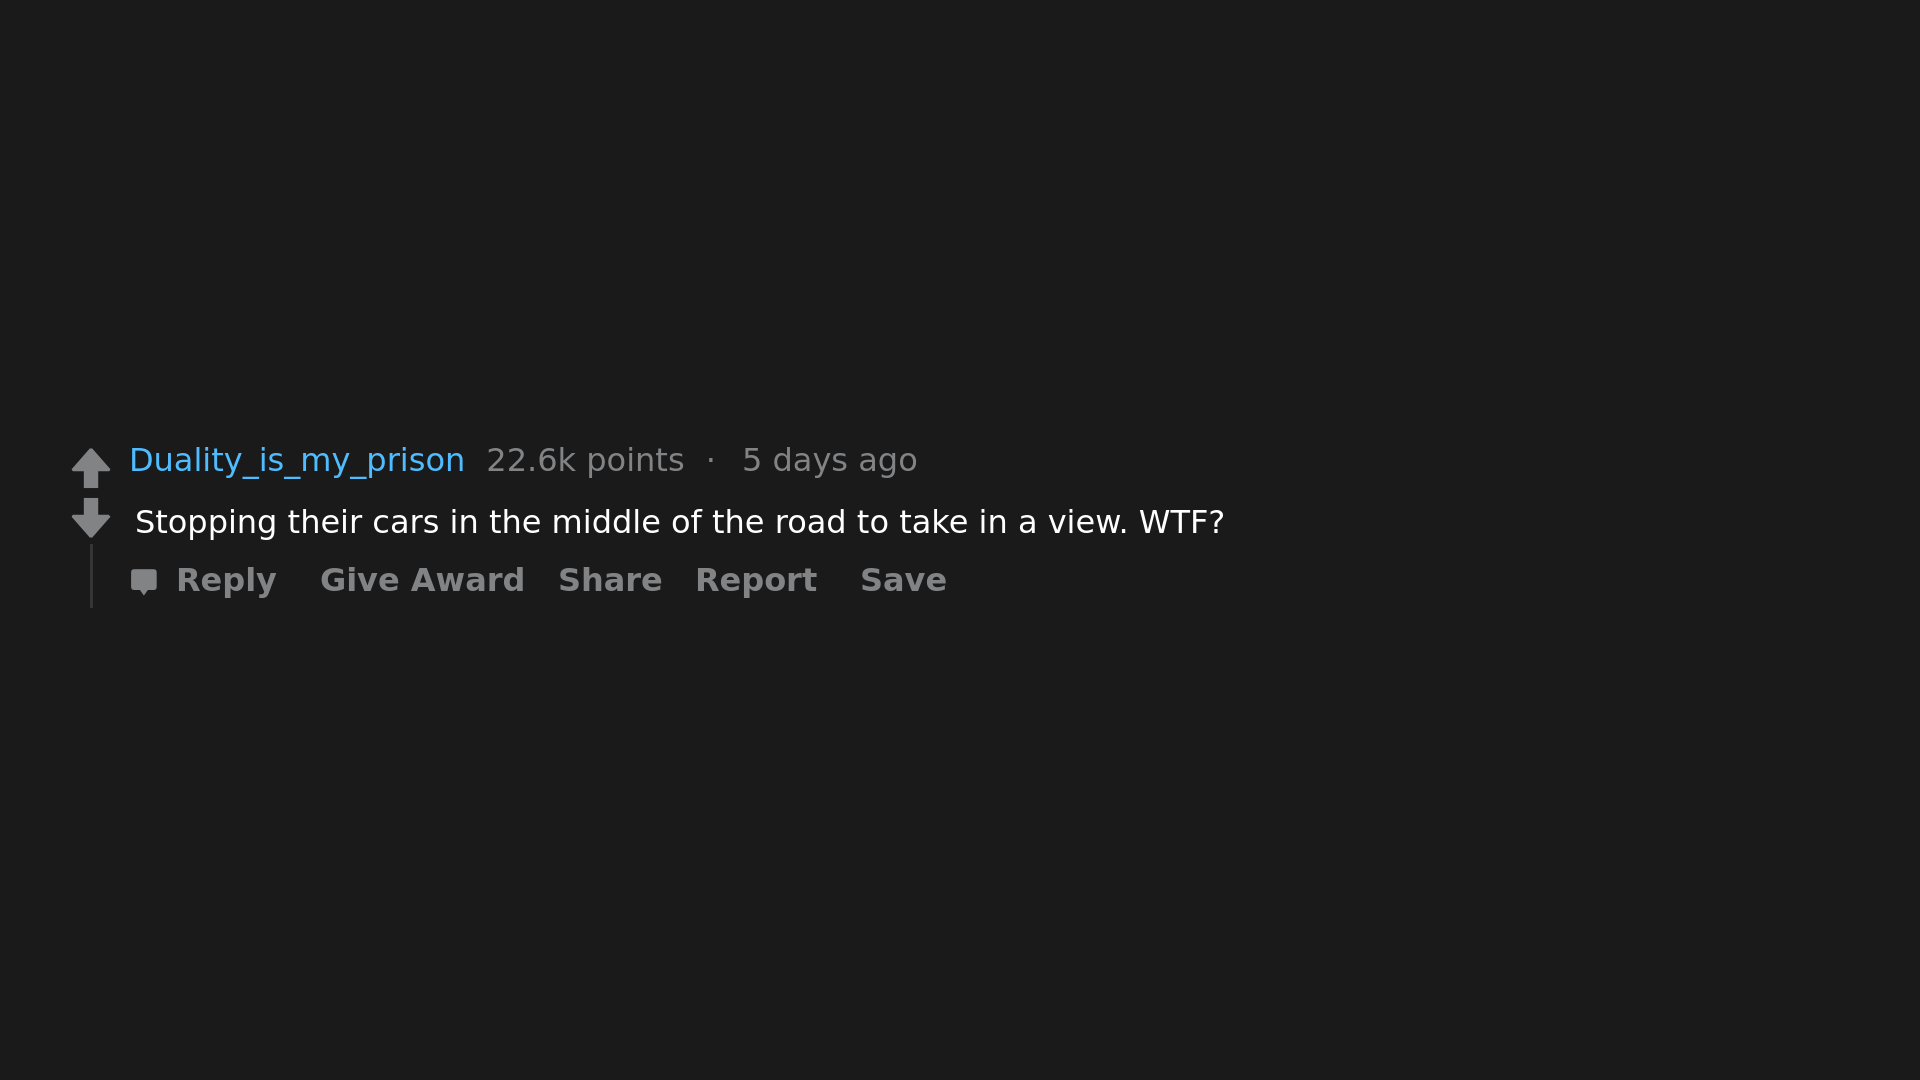 Duality_is_my_prison 22.6k points · 5 days ago
Stopping their cars in the middle of the road to take in a view. WTF?
Reply Give Award Share Report Save